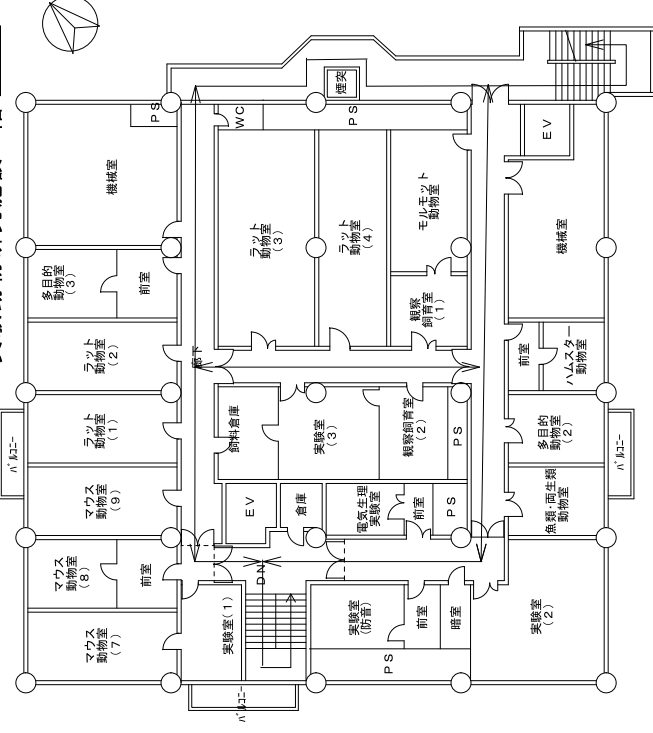 煙突
PS
WC
PS
EV
機械室
ラット
動物室
(3)
ラット
動物室
(4)
モルモット
動物室
機械室
多目的
動物室
(3)
前室
観察
飼育室
(1)
ラット
動物室
(2)
廊下
前室
ハムスター
動物室
ラット
動物室
(1)
飼料倉庫
実験室
(3)
観察飼育室
(2)
PS
多目的
動物室
(2)
バルコニー
バルコニー
マウス
動物室
(9)
EV
倉庫
電気生理
実験室
前室
PS
魚類・両生類
動物室
マウス
動物室
(8)
前室
DN
マウス
動物室
(7)
実験室(1)
実験室
(防音)
前室
暗室
実験室
(2)
PS
バルコニー